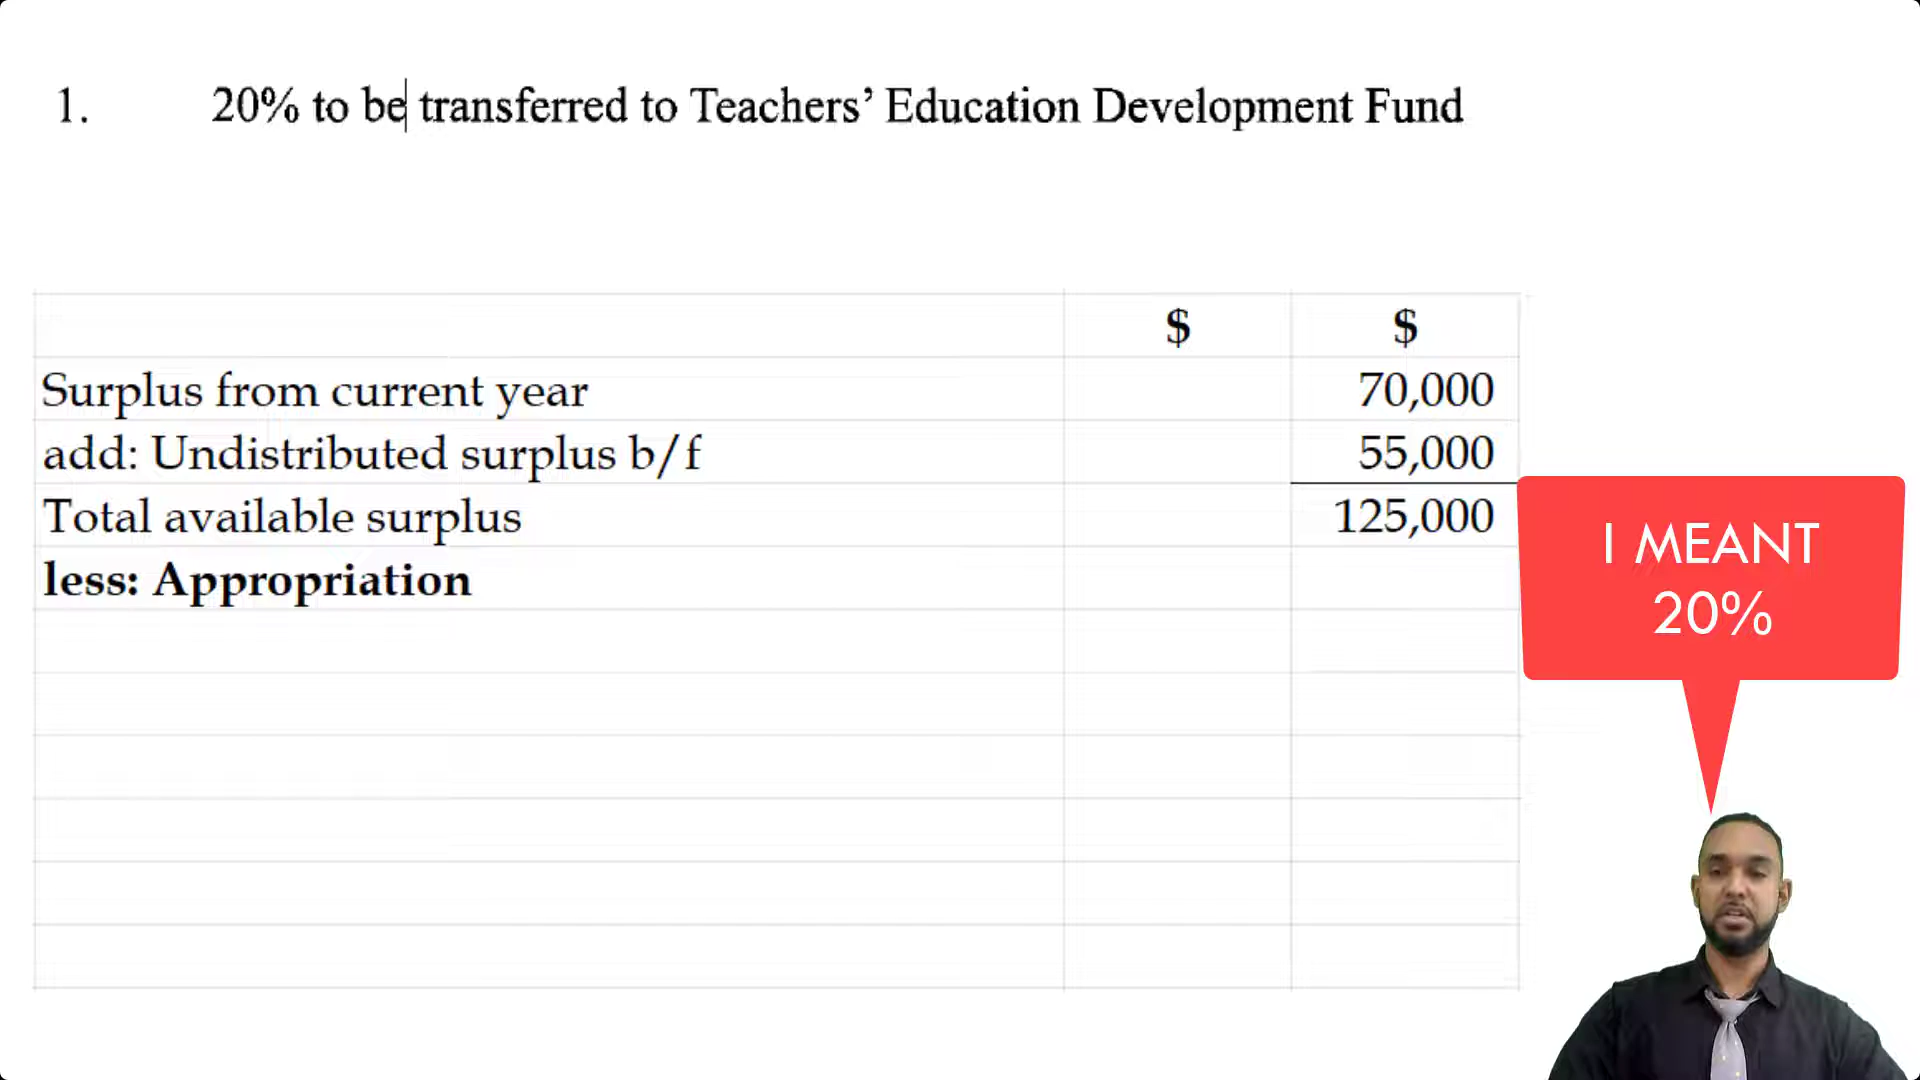 1. 20% to be transferred to Teachers’ Education Development Fund
$ $
Surplus from current year 70,000
add: Undistributed surplus b/f 55,000
Total available surplus 125,000
less: Appropriation
I MEANT
20%